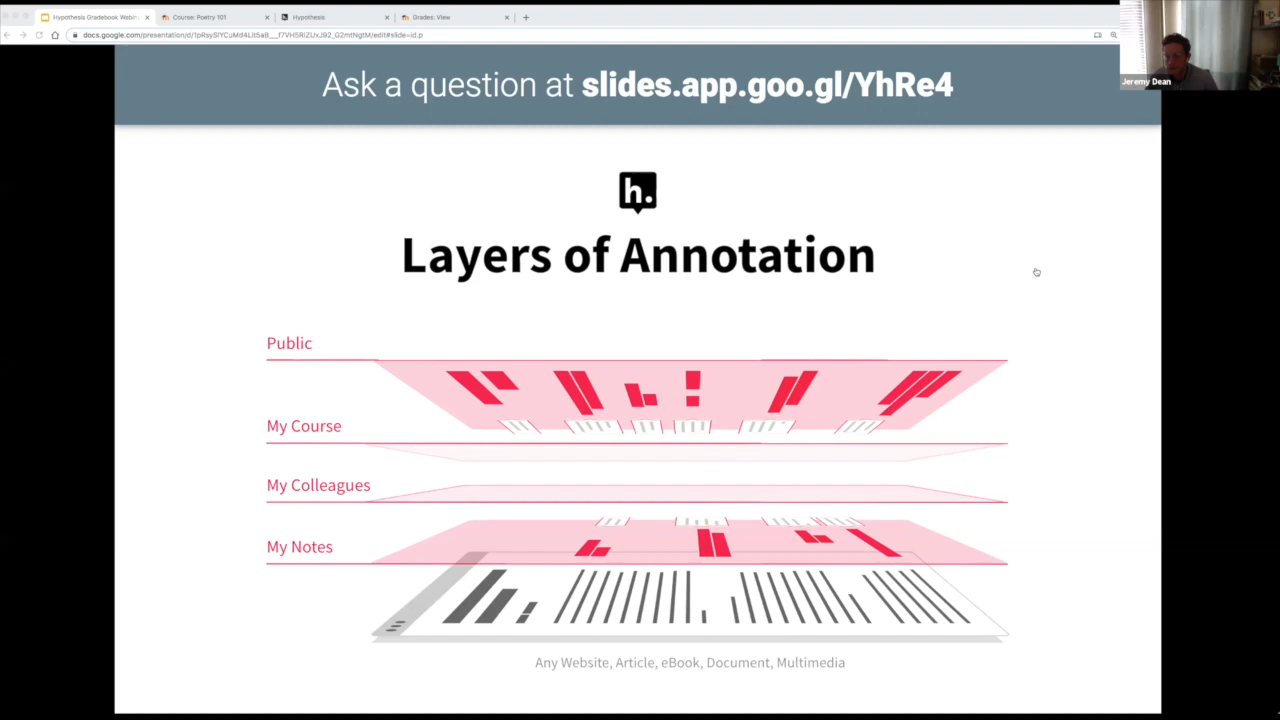 Hypothesis Gradebook Webin
Course: Poetry 101
Hypothesis
Grades: View
Jeremy Dean
Ask a question at slides.app.goo.gl/YhRe4
h.
Layers of Annotation
Public
My Course
My Colleagues
My Notes
Any Website, Article, eBook, Document, Multimedia